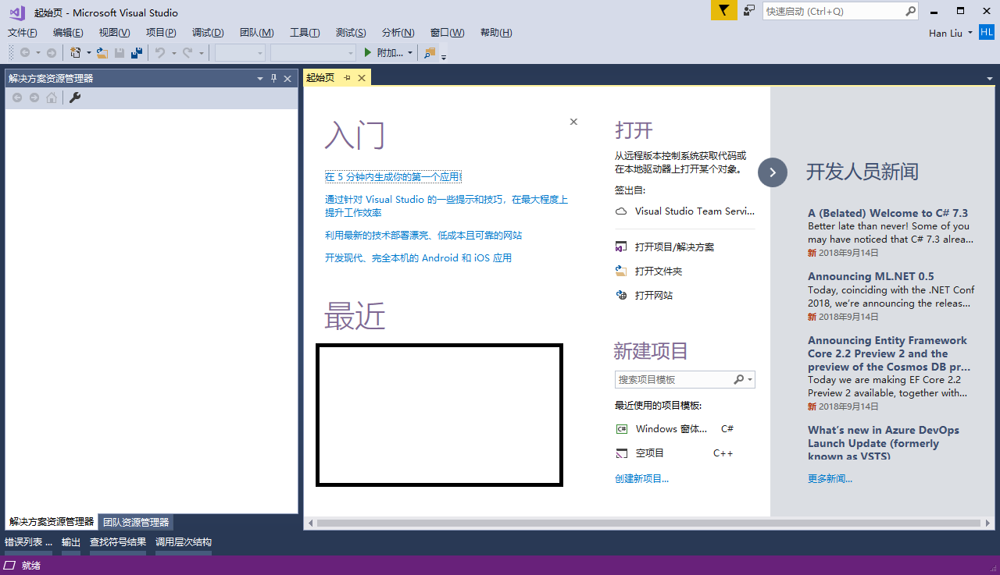 起始页 - Microsoft Visual Studio
快速启动 (Ctrl+Q)
文件(F) 编辑(E) 视图(V) 项目(P) 调试(D) 团队(M) 工具(T) 测试(S) 分析(N) 窗口(W) 帮助(H)
Han Liu HL
附加...
解决方案资源管理器
起始页
入门
在 5 分钟内生成你的第一个应用!
通过针对 Visual Studio 的一些提示和技巧，在最大程度上
提升工作效率
利用最新的技术部署漂亮、低成本且可靠的网站
开发现代、完全本机的 Android 和 iOS 应用
最近
打开
从远程版本控制系统获取代码或
在本地驱动器上打开某个对象。
签出自:
Visual Studio Team Servi...
打开项目/解决方案
打开文件夹
打开网站
新建项目
搜索项目模板
最近使用的项目模板:
C# Windows 窗体... C#
空项目 C++
创建新项目...
开发人员新闻
A (Belated) Welcome to C# 7.3
Better late than never! Some of you
may have noticed that C# 7.3 alrea...
新 2018年9月14日
Announcing ML.NET 0.5
Today, coinciding with the .NET Conf
2018, we’re announcing the releas...
新 2018年9月14日
Announcing Entity Framework
Core 2.2 Preview 2 and the
preview of the Cosmos DB pr...
Today we are making EF Core 2.2
Preview 2 available, together with...
新 2018年9月14日
What’s new in Azure DevOps
Launch Update (formerly
known as VSTS)
更多新闻...
解决方案资源管理器 团队资源管理器
错误列表 ... 输出 查找符号结果 调用层次结构
就绪